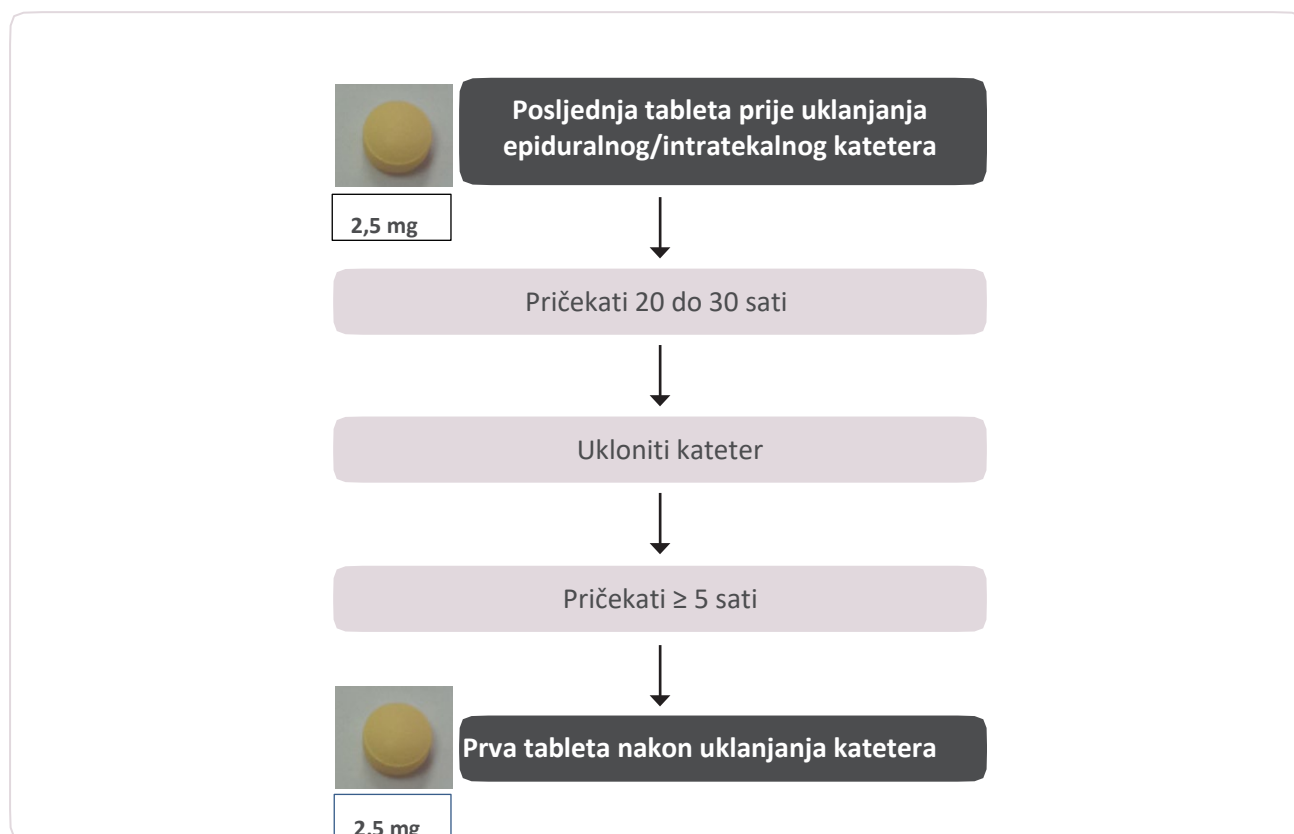 Posljednja tableta prije uklanjanja
epiduralnog/intratekalnog katetera
2,5 mg
Pričekati 20 do 30 sati
Ukloniti kateter
Pričekati ≥ 5 sati
Prva tableta nakon uklanjanja katetera
2,5 mg